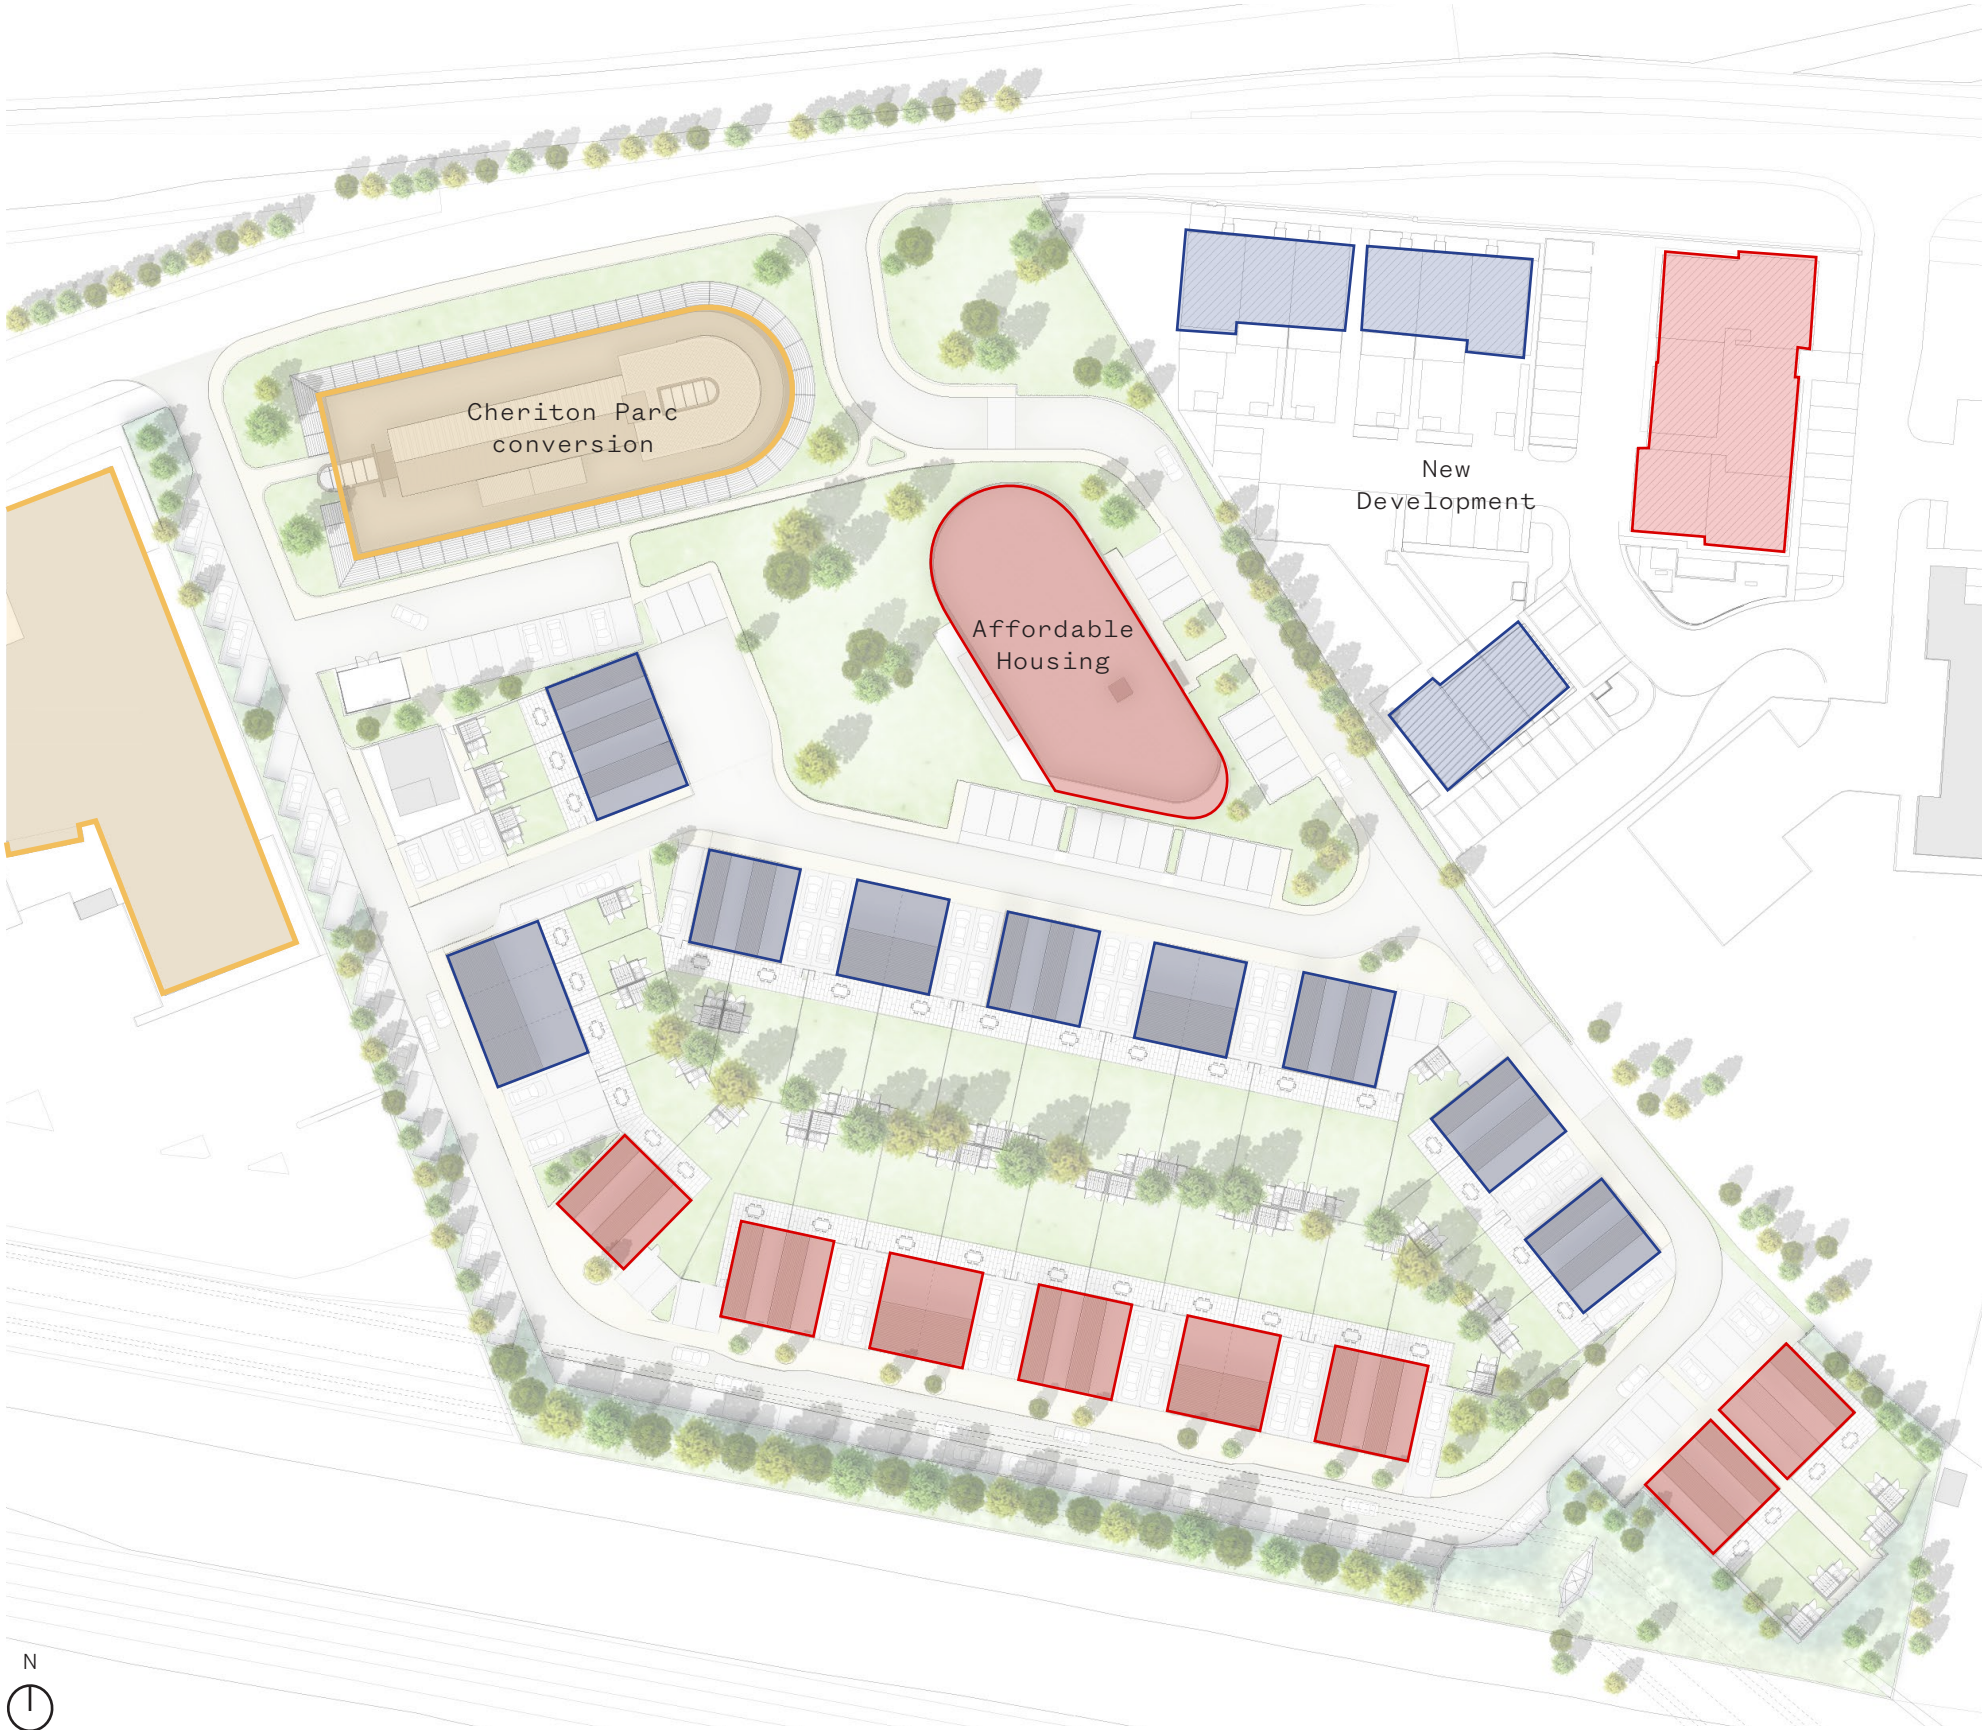 Cheriton Parc
conversion
New
Development
Affordable
Housing
N